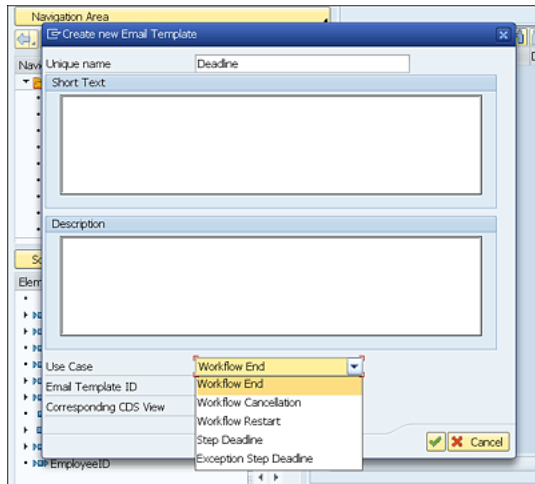 Navigation Area
Create new Email Template
Unique name
Deadline
Short Text
Description
Use Case
Workflow End
Workflow End
Workflow Cancellation
Workflow Restart
Step Deadline
Exception Step Deadline
Email Template ID
Corresponding CDS View
Cancel
EmployeeID